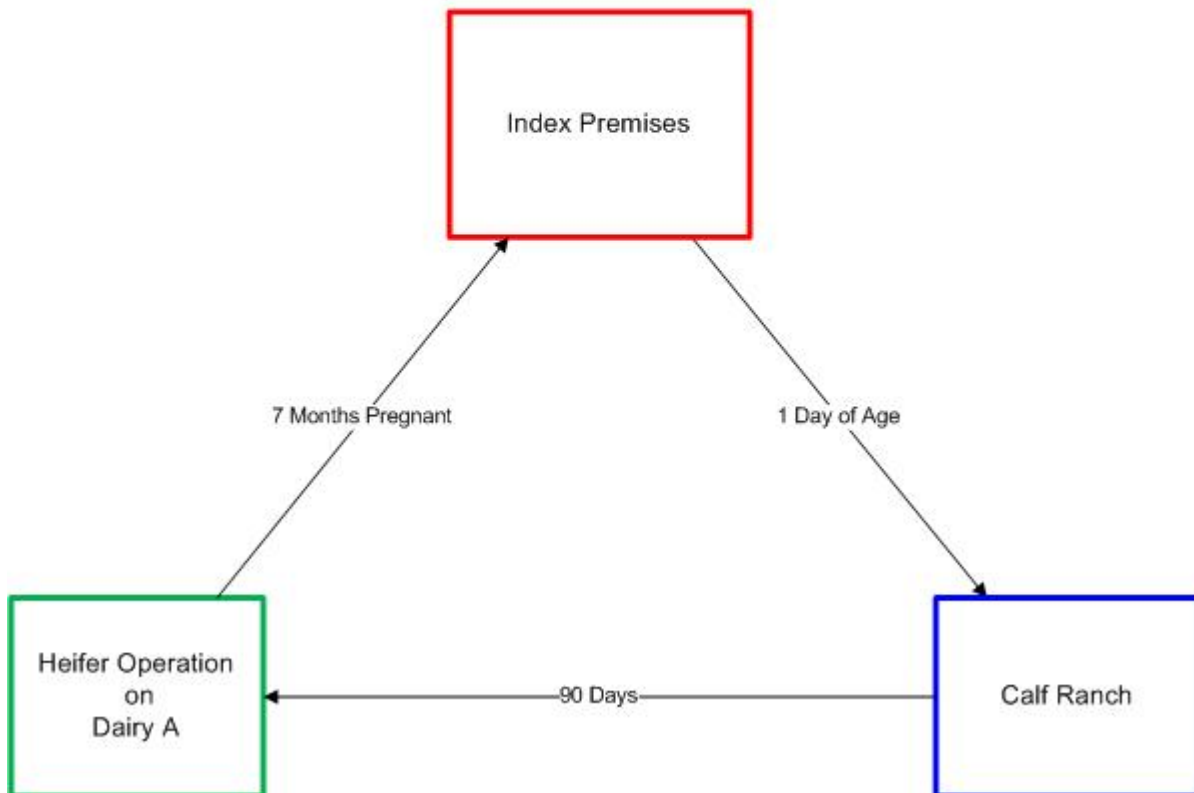 Index Premises
7 Months Pregnant
1 Day of Age
Heifer Operation
on
Dairy A
90 Days
Calf Ranch